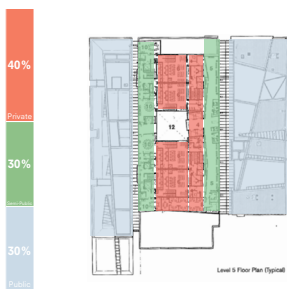 40%
Private
30%
Semi Public
30%
Public
12
Level 5 Floor Plan (Typical)